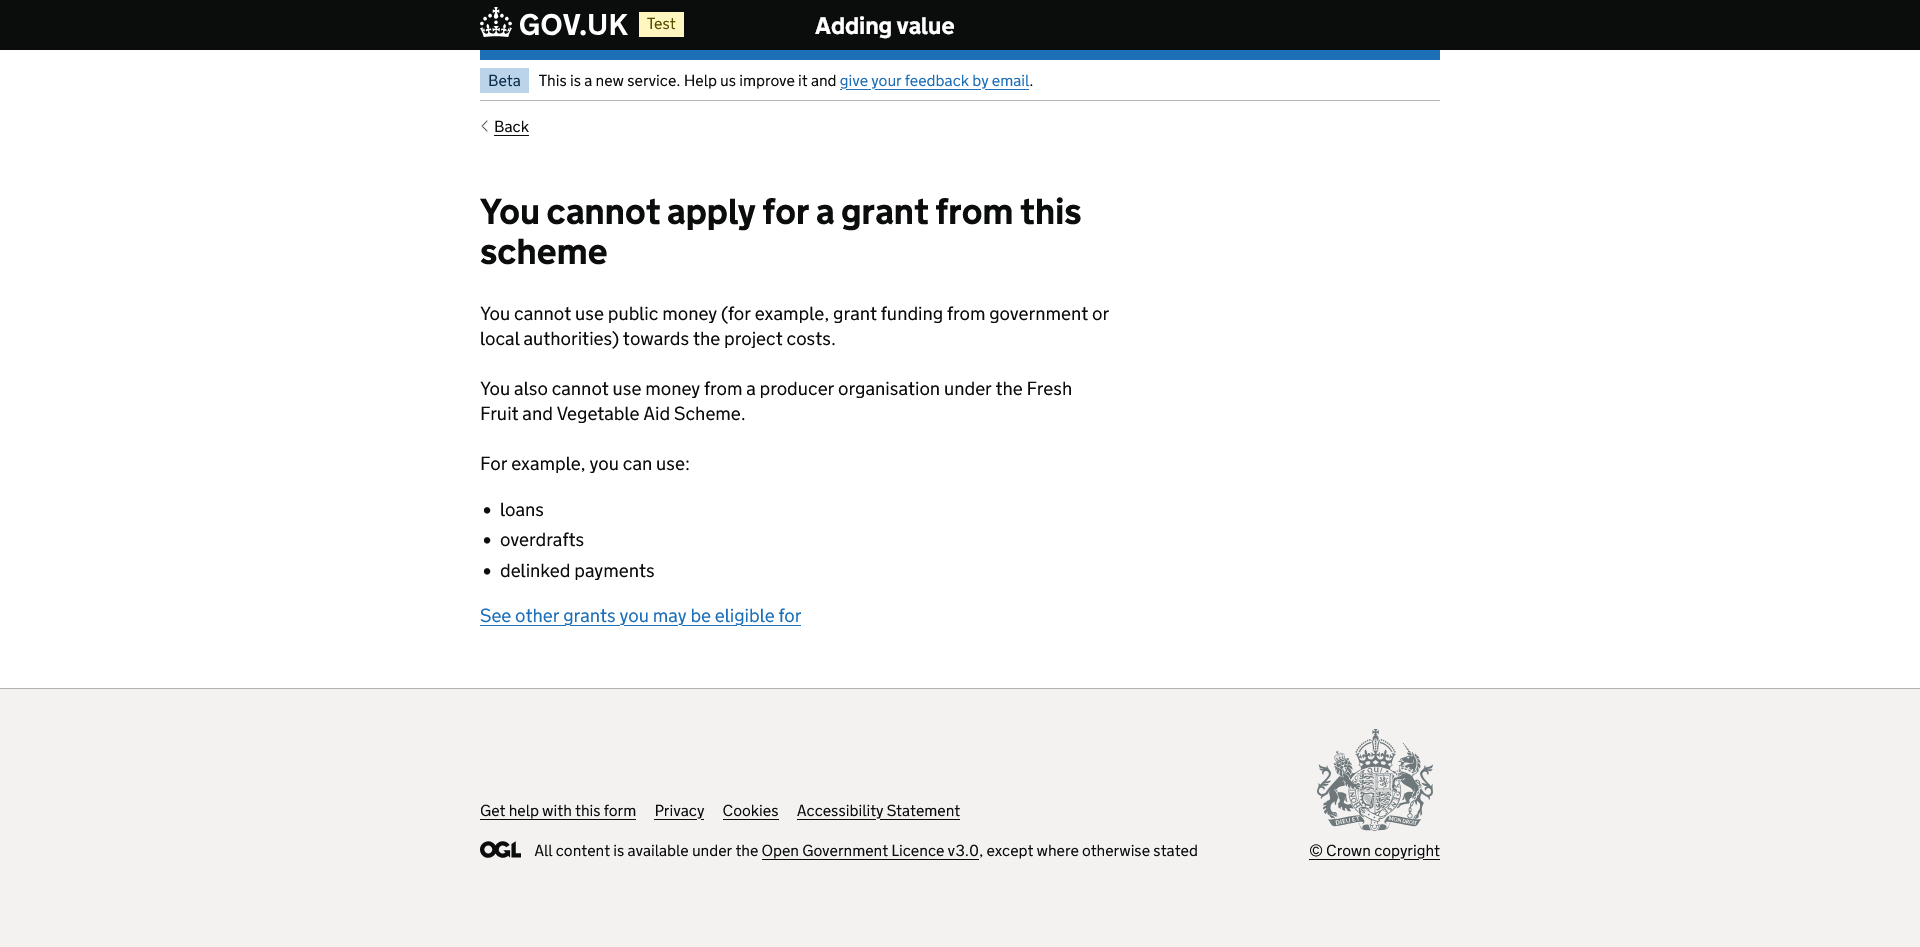 GOV.UK Test Adding value
Beta This is a new service. Help us improve it and give your feedback by email.
Back
You cannot apply for a grant from this
scheme
You cannot use public money (for example, grant funding from government or
local authorities) towards the project costs.
You also cannot use money from a producer organisation under the Fresh
Fruit and Vegetable Aid Scheme.
For example, you can use:
• loans
• overdrafts
• delinked payments
See other grants you may be eligible for
Get help with this form Privacy Cookies Accessibility Statement
OGL All content is available under the Open Government Licence v3.0, except where otherwise stated
© Crown copyright